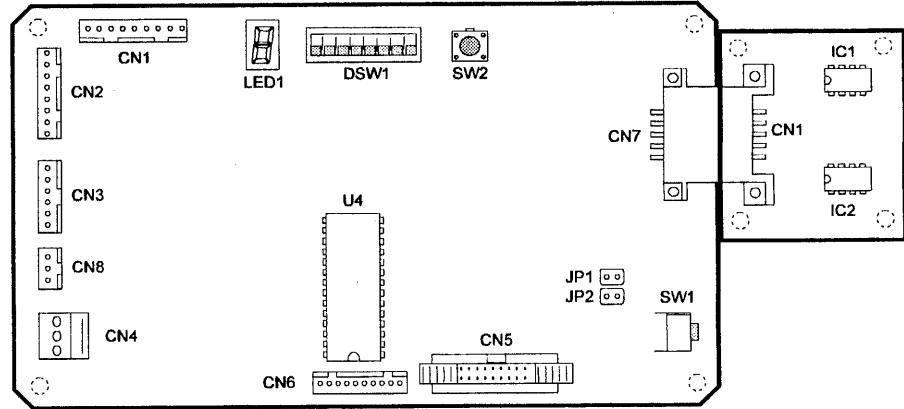 CN1
LED1
DSW1
SW2
IC1
CN2
CN7
CN1
CN3
U4
IC2
CN8
JP1
JP2
SW1
CN4
CN5
CN6